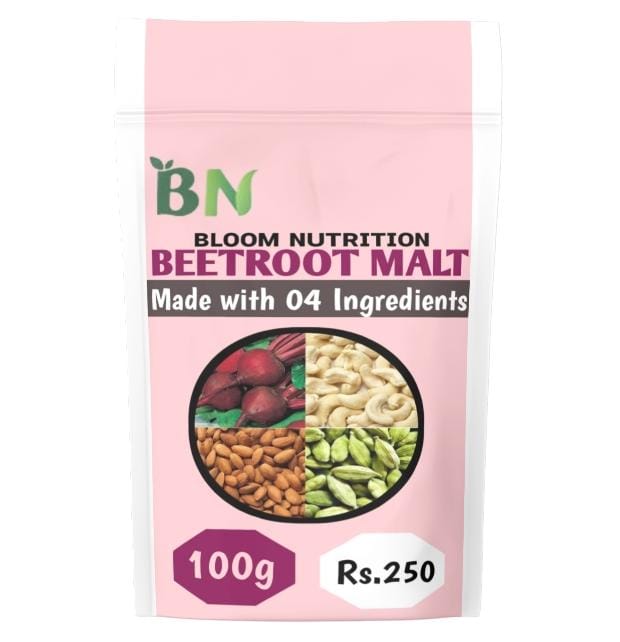 BN
BLOOM NUTRITION
BEETROOT MALT
Made with 04 Ingredients
100g
Rs.250